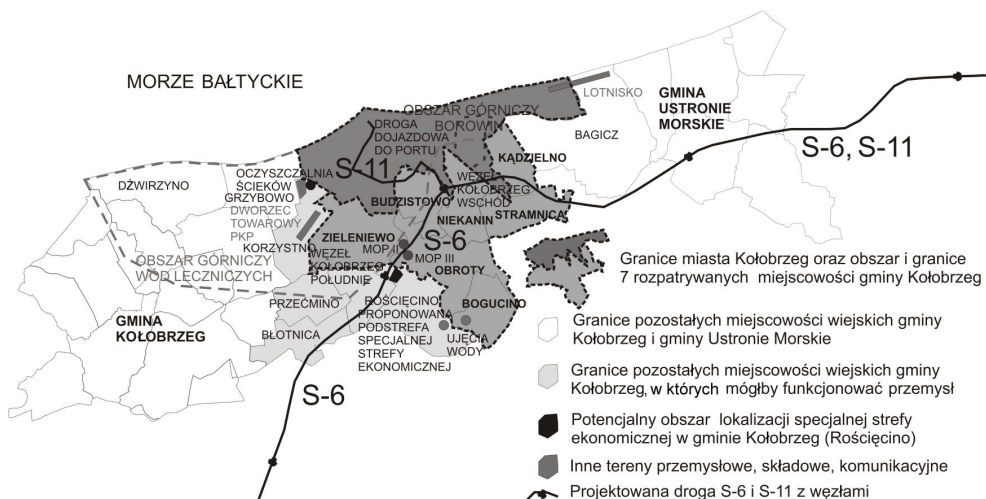 MORZE BAŁTYCKIE
LOTNISKO
GMINA
USTRONIE
MORSKIE
OBSZAR GÓRNICZY
BOROWIN
BAGICZ
DROGA
DOJAZDOWA
DO PORTU
S-6, S-11
KĄDZIELNO
S-11
OCZYSZCZALNIA
ŚCIEKÓW
DŹWIRZYNO
GRZYBOWO
WĘZEŁ
KOŁOBRZEG
WSCHÓD
BUDZISTOWO
DWORZEC
TOWAROWY
PKP
NIEKANIN
STRAMNICA
KORZYSTNO
ZIELENIEWO
S-6
MOP II
MOP III
OBSZAR GÓRNICZY
WÓD LECZNICZYCH
WĘZEŁ
KOŁOBRZEG
POŁUDNIE
OBROTY
PRZEĆMINO
BOGUCINO
GMINA
KOŁOBRZEG
BŁOTNICA
ROŚCIĘCINO
PROPONOWANA
PODSTREFA
SPECJALNEJ
STREFY
EKONOMICZNEJ
UJĘCIA
WODY
S-6
Granice miasta Kołobrzeg oraz obszar i granice
7 rozpatrywanych miejscowości gminy Kołobrzeg
Granice pozostałych miejscowości wiejskich gminy
Kołobrzeg i gminy Ustronie Morskie
Granice pozostałych miejscowości wiejskich gminy
Kołobrzeg, w których mógłby funkcjonować przemysł
Potencjalny obszar lokalizacji specjalnej strefy
ekonomicznej w gminie Kołobrzeg (Rościęcino)
Inne tereny przemysłowe, składowe, komunikacyjne
Projektowana droga S-6 i S-11 z węzłami